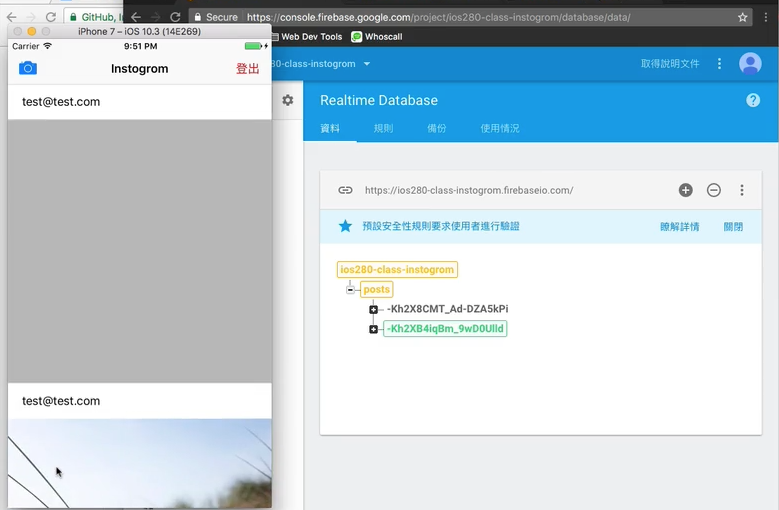 GitHub, I
Secure
https://console.firebase.google.com/project/ios280-class-instogrom/database/data/
iPhone 7 – iOS 10.3 (14E269)
Web Dev Tools
Whoscall
Carrier
9:51 PM
Instogrom
登出
80-class-instogrom
取得說明文件
test@test.com
Realtime Database
資料
規則
備份
使用情況
https://ios280-class-instogrom.firebaseio.com/
預設安全性規則要求使用者進行驗證
瞭解詳情
關閉
ios280-class-instogrom
posts
-Kh2X8CMT_Ad-DZA5kPi
-Kh2XB4iqBm_9wD0Ulld
test@test.com